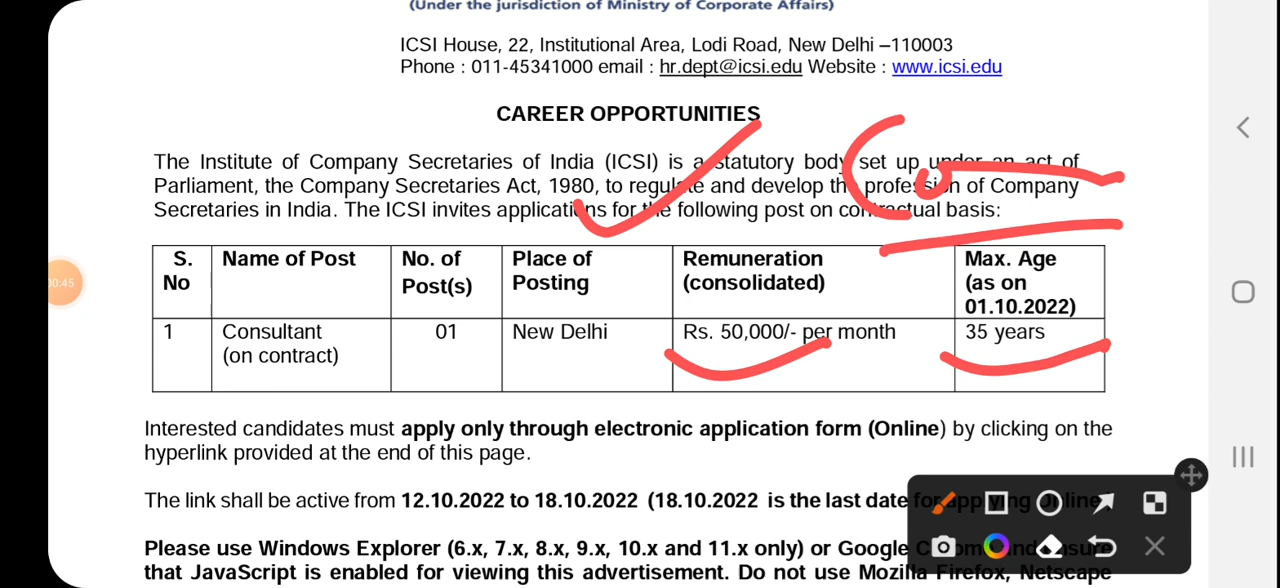 (Under the jurisdiction of Ministry of Corporate Affairs)
ICSI House, 22, Institutional Area, Lodi Road, New Delhi –110003
Phone : 011-45341000 email : hr.dept@icsi.edu Website : www.icsi.edu
CAREER OPPORTUNITIES
The Institute of Company Secretaries of India (ICSI) is a statutory body set up under an act of
Parliament, the Company Secretaries Act, 1980, to regulate and develop the profession of Company
Secretaries in India. The ICSI invites applications for the following post on contractual basis:
S. No Name of Post No. of Post(s) Place of Posting Remuneration (consolidated) Max. Age (as on 01.10.2022)
1 Consultant (on contract) 01 New Delhi Rs. 50,000/- per month 35 years
00:45
Interested candidates must apply only through electronic application form (Online) by clicking on the
hyperlink provided at the end of this page.
The link shall be active from 12.10.2022 to 18.10.2022 (18.10.2022 is the last date for applying Online
Please use Windows Explorer (6.x, 7.x, 8.x, 9.x, 10.x and 11.x only) or Google Chrome and ensure
that JavaScript is enabled for viewing this advertisement. Do not use Mozilla Firefox, Netscape